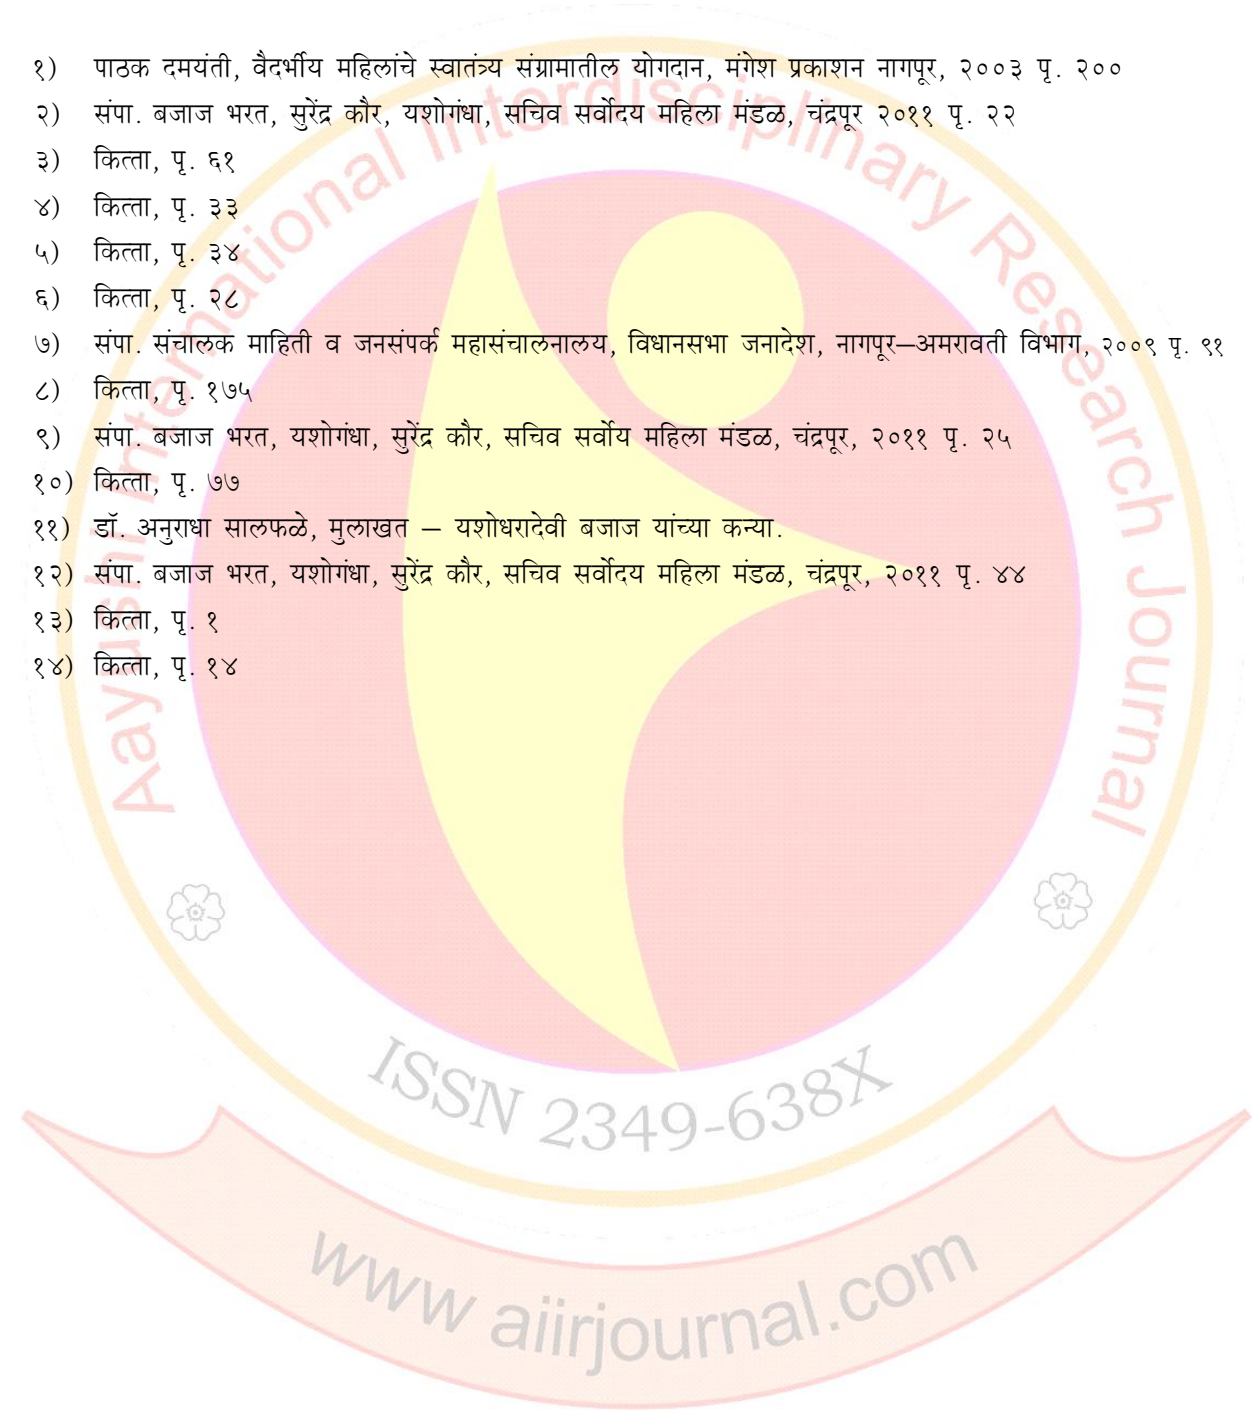 १) पाठक दमयंती, वैदर्भीय महिलांचे स्वातंत्र्य संग्रामातील योगदान, मंगेश प्रकाशन नागपूर, २००३ पृ. २००
२) संपा. बजाज भरत, सुरेंद्र कौर, यशोगंधा, सचिव सर्वोदय महिला मंडळ, चंद्रपूर २०११ पृ. २२
३) कित्ता, पृ. ६१
४) कित्ता, पृ. ३३
५) कित्ता, पृ. ३४
६) कित्ता, पृ. २८
७) संपा. संचालक माहिती व जनसंपर्क महासंचालनालय, विधानसभा जनादेश, नागपूर–अमरावती विभाग, २००९ पृ. ९१
८) कित्ता, पृ. १७५
९) संपा. बजाज भरत, यशोगंधा, सुरेंद्र कौर, सचिव सर्वोय महिला मंडळ, चंद्रपूर, २०११ पृ. २५
१०) कित्ता, पृ. ७७
११) डॉ. अनुराधा सालफळे, मुलाखत – यशोधरादेवी बजाज यांच्या कन्या.
१२) संपा. बजाज भरत, यशोगंधा, सुरेंद्र कौर, सचिव सर्वोदय महिला मंडळ, चंद्रपूर, २०११ पृ. ४४
१३) कित्ता, पृ. १
१४) कित्ता, पृ. १४
Aayushi International Interdisciplinary Research Journal
ISSN 2349-638X
www aiirjournal.com